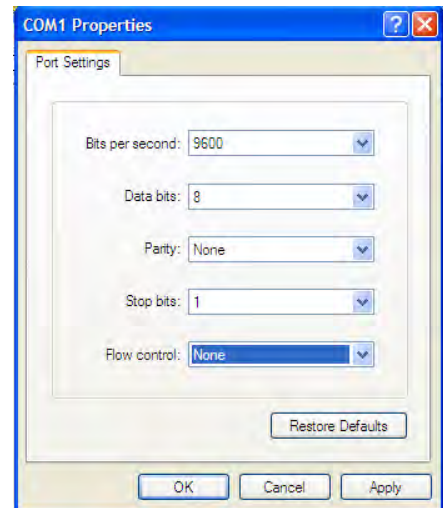 COM1 Properties
Port Settings
Bits per second: 9600
Data bits: 8
Parity: None
Stop bits: 1
Flow control: None
Restore Defaults
OK Cancel Apply